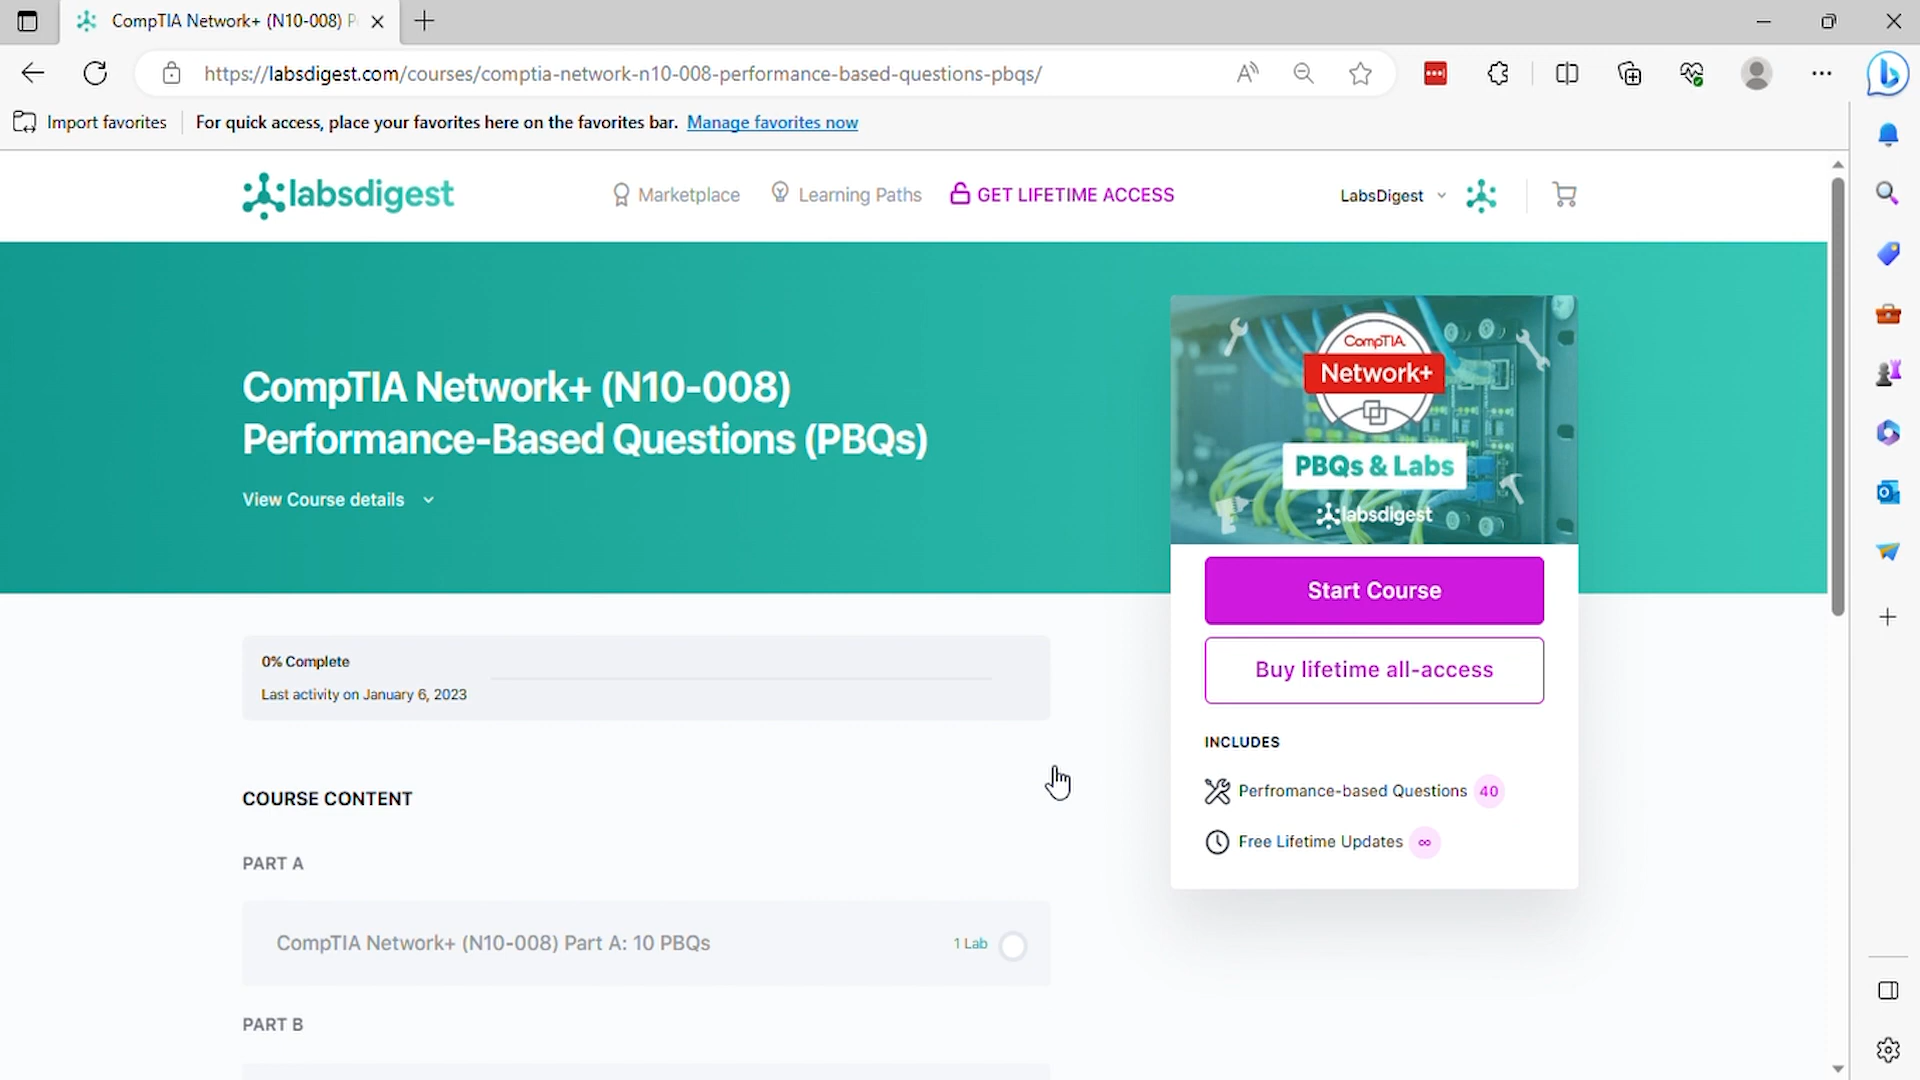 CompTIA Network+ (N10-008) P
https://labsdigest.com/courses/comptia-network-n10-008-performance-based-questions-pbqs/
Import favorites
For quick access, place your favorites here on the favorites bar. Manage favorites now
labsdigest
Marketplace
Learning Paths
GET LIFETIME ACCESS
LabsDigest
CompTIA Network+ (N10-008)
Performance-Based Questions (PBQs)
View Course details
CompTIA
Network+
PBQs & Labs
labsdigest
Start Course
Buy lifetime all-access
INCLUDES
Perfromance-based Questions 40
Free Lifetime Updates ∞
0% Complete
Last activity on January 6, 2023
COURSE CONTENT
PART A
CompTIA Network+ (N10-008) Part A: 10 PBQs
1 Lab
PART B